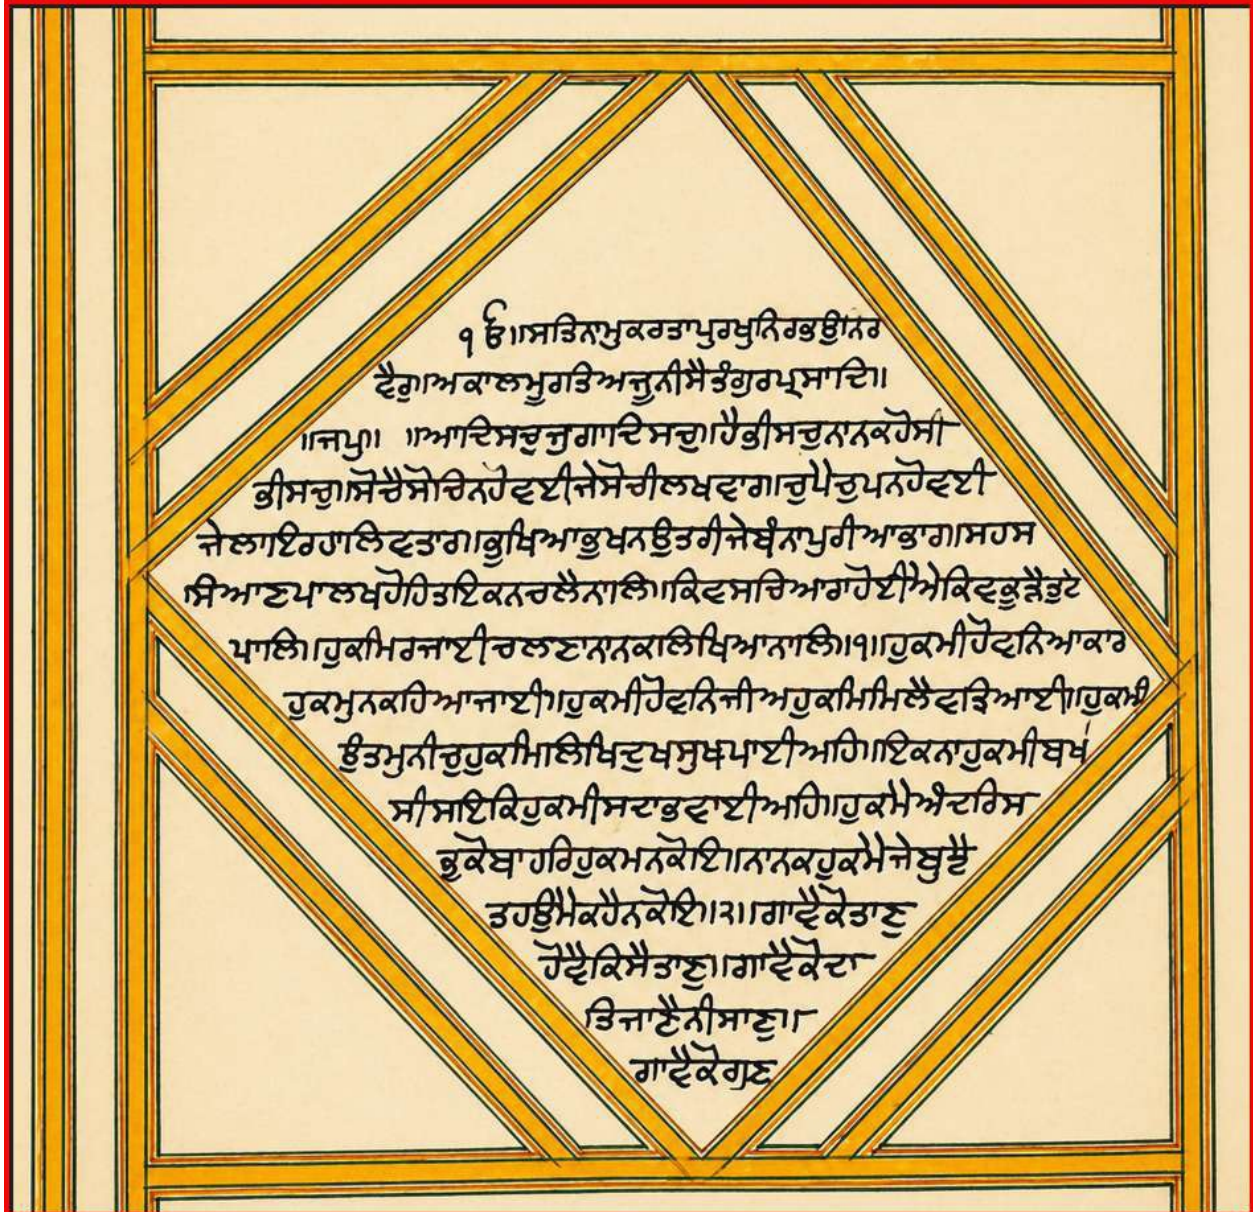 ੧ੴ॥ਸਤਿਨਾਮੁਕਰਤਾਪੁਰਖੁਨਿਰਭਉਨਿਰ
ਵੈਰੁ॥ਅਕਾਲਮੂਰਤਿਅਜੂਨੀਸੈਤੰਗੁਰਪ੍ਰਸਾਦਿ॥
॥ਜਪੁ॥ ॥ਆਦਿਸਚੁਜੁਗਾਦਿਸਚੁ॥ਹੈਭੀਸਚੁਨਾਨਕਹੋਸੀ
ਭੀਸਚੁ॥ਸੋਚੈਸੋਚਿਨਹੋਵਈਜੇਸੋਚੀਲਖਵਾਰ॥ਚੁਪੈਚੁਪਨਹੋਵਈ
ਜੇਲਾਇਰਹਾਲਿਵਤਾਰ॥ਭੁਖਿਆਭੁਖਨਉਤਰੀਜੇਬੰਨਾਪੁਰੀਆਭਾਰ॥ਸਹਸ
ਸਿਆਣਪਾਲਖਹੋਹਿਤਇਕਨਚਲੈਨਾਲਿ॥ਕਿਵਸਚਿਆਰਾਹੋਈਐਕਿਵਕੂੜੈਤੁਟੈ
ਪਾਲਿ॥ਹੁਕਮਿਰਜਾਈਚਲਣਾਨਾਨਕਲਿਖਿਆਨਾਲਿ॥੧॥ਹੁਕਮੀਹੋਵਨਿਆਕਾਰ
ਹੁਕਮੁਨਕਹਿਆਜਾਈ॥ਹੁਕਮੀਹੋਵਨਿਜੀਅਹੁਕਮਿਮਿਲੈਵਡਿਆਈ॥ਹੁਕਮੀ
ਉਤਮੁਨੀਚੁਹੁਕਮਿਲਿਖਿਦੁਖਸੁਖਪਾਈਅਹਿ॥ਇਕਨਾਹੁਕਮੀਬਖ
ਸੀਸਇਕਿਹੁਕਮੀਸਦਾਭਵਾਈਅਹਿ॥ਹੁਕਮੈਅੰਦਰਿਸ
ਭੁਕੋਬਾਹਰਿਹੁਕਮਨਕੋਇ॥ਨਾਨਕਹੁਕਮੈਜੇਬੁਝੈ
ਤਹਉਮੈਕਹੈਨਕੋਇ॥੨॥ਗਾਵੈਕੋਤਾਣੁ
ਹੋਵੈਕਿਸੈਤਾਣੁ॥ਗਾਵੈਕੋਦਾ
ਤਿਜਾਣੈਨੀਸਾਣੁ॥
ਗਾਵੈਕੋਗੁਣ